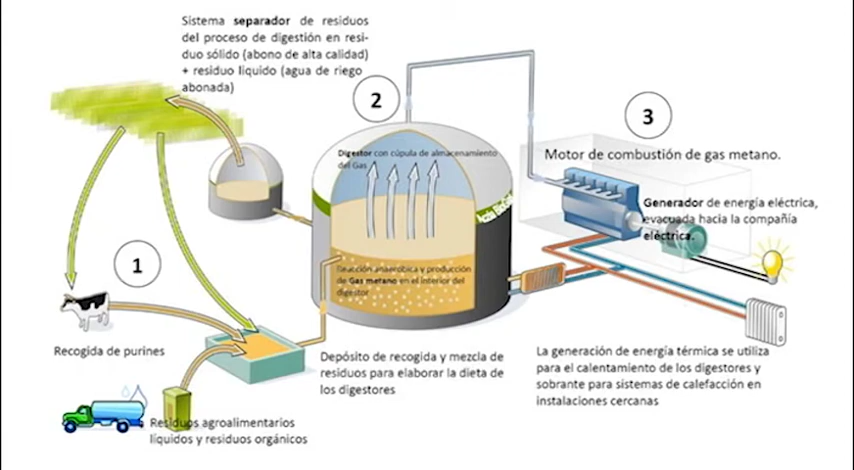 Sistema separador de residuos
del proceso de digestión en resi-
duo sólido (abono de alta calidad)
+ residuo líquido (agua de riego
abonada)
2
3
Motor de combustión de gas metano.
Digestor con cúpula de almacenamiento
del Gas
Generador de energía eléctrica,
evacuada hacia la compañía
eléctrica.
1
Reacción anaeróbica y producción
de Gas metano en el interior del
digestor
Recogida de purines
Depósito de recogida y mezcla de
residuos para elaborar la dieta de
los digestores
La generación de energía térmica se utiliza
para el calentamiento de los digestores y
sobrante para sistemas de calefacción en
instalaciones cercanas
Residuos agroalimentarios
líquidos y residuos orgánicos